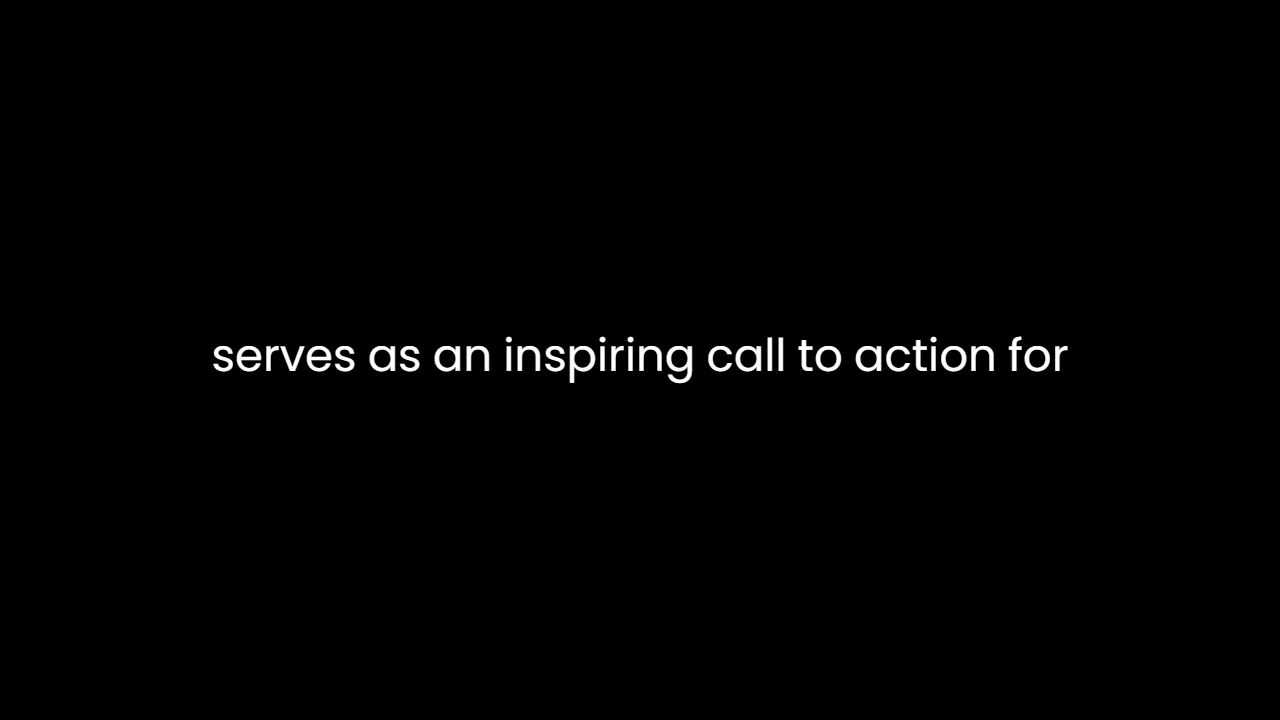 serves as an inspiring call to action for